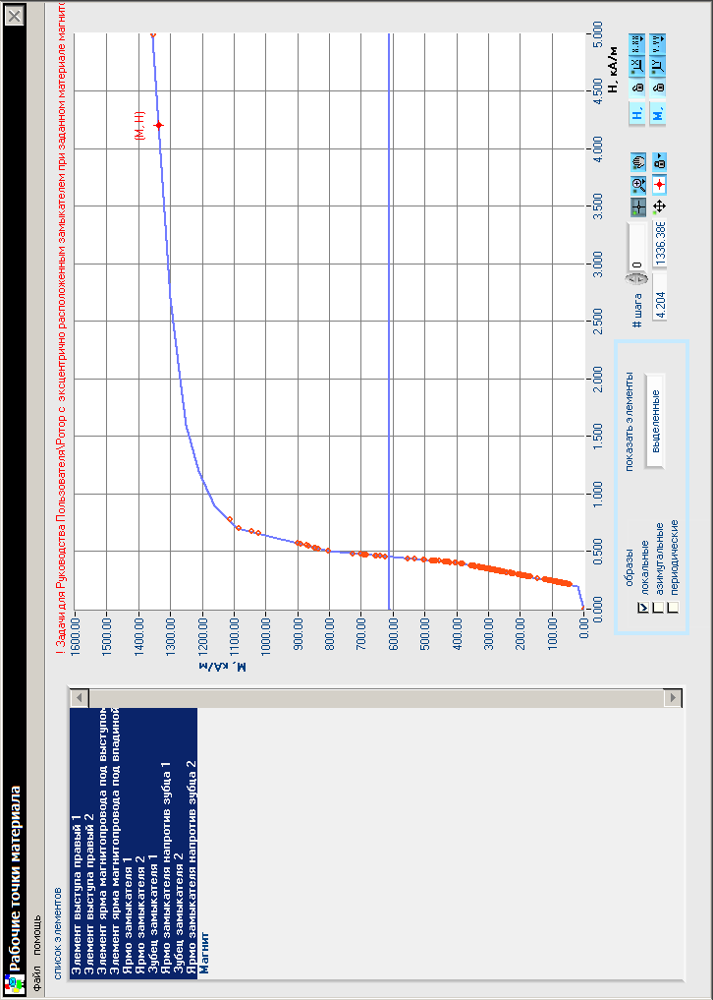 Рабочие точки материала
файл помощь
список элементов
Элемент выступа правый 1
Элемент выступа правый 2
Элемент ярма магнитопровода под выступом
Элемент ярма магнитопровода под впадиной
Ярмо замыкателя 1
Ярмо замыкателя 2
Зубец замыкателя 1
Ярмо замыкателя напротив зубца 1
Зубец замыкателя 2
Ярмо замыкателя напротив зубца 2
Магнит
! Задачи для Руководства Пользователя\Ротор с эксцентрично расположенным замыкателем при заданном материале магнито
M, кА/м
1600.00
1500.00
1400.00
1300.00
1200.00
1100.00
1000.00
900.00
800.00
700.00
600.00
500.00
400.00
300.00
200.00
100.00
0.00
(M, H)
0.000
0.500
1.000
1.500
2.000
2.500
3.000
3.500
4.000
4.500
5.000
H, кА/м
образы
локальные
азимутальные
периодические
показать элементы
выделенные
# шага
0
4.204
1336.386
H,
X
X.XX
M,
Y
Y.YY